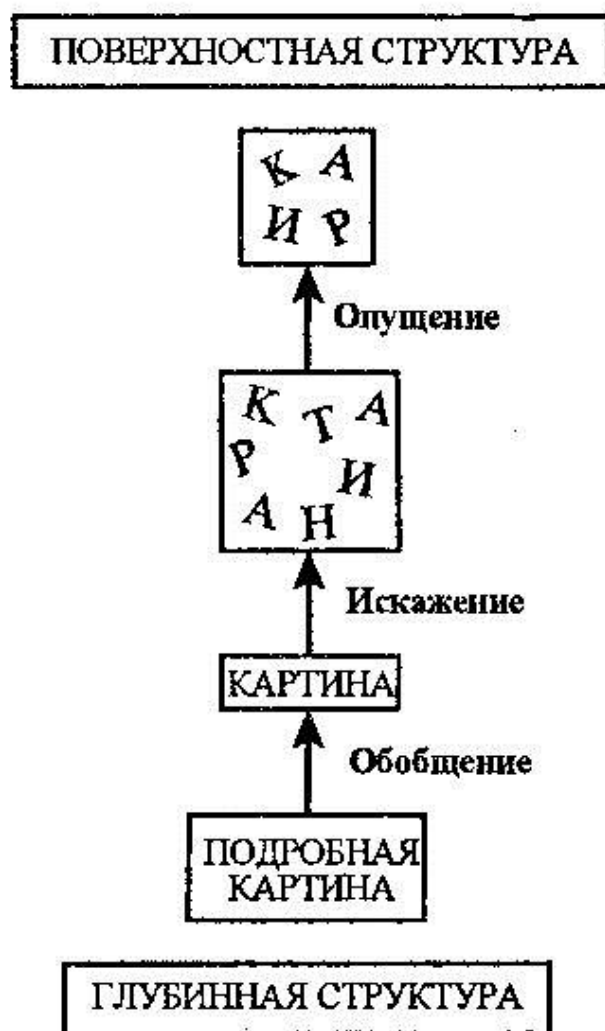 ПОВЕРХНОСТНАЯ СТРУКТУРА
К А
И Р
Опущение
К Т А
Р И
А Н
Искажение
КАРТИНА
Обобщение
ПОДРОБНАЯ
КАРТИНА
ГЛУБИННАЯ СТРУКТУРА